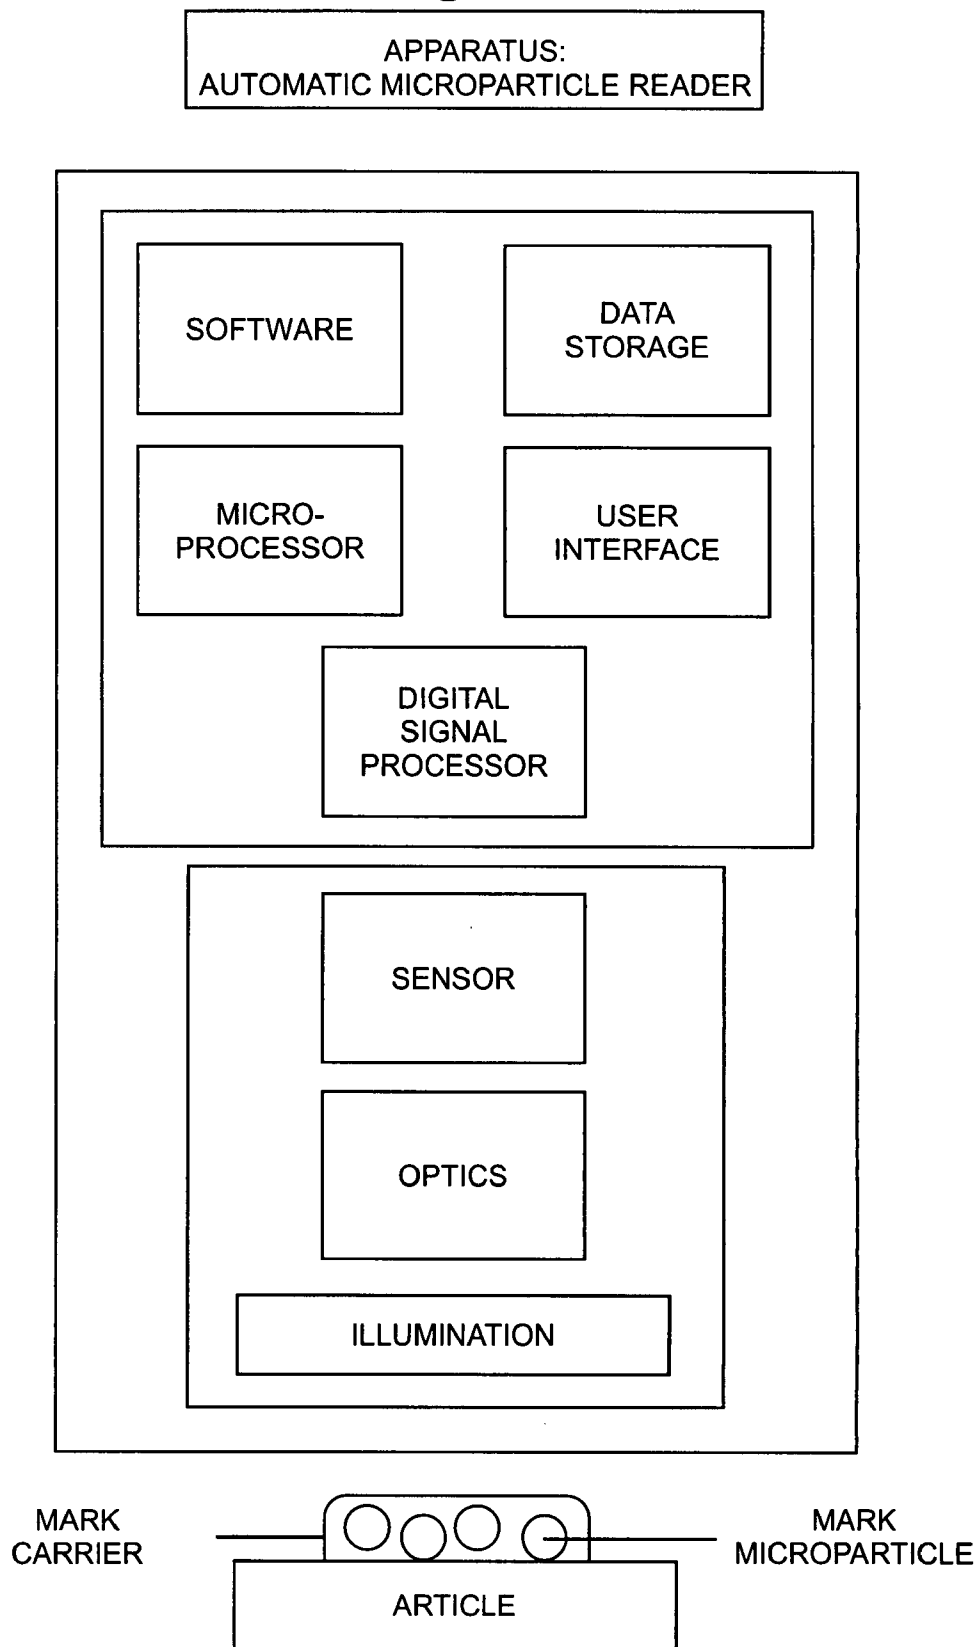 APPARATUS:
AUTOMATIC MICROPARTICLE READER
SOFTWARE
DATA
STORAGE
MICRO-
PROCESSOR
USER
INTERFACE
DIGITAL
SIGNAL
PROCESSOR
SENSOR
OPTICS
ILLUMINATION
MARK
CARRIER
MARK
MICROPARTICLE
ARTICLE